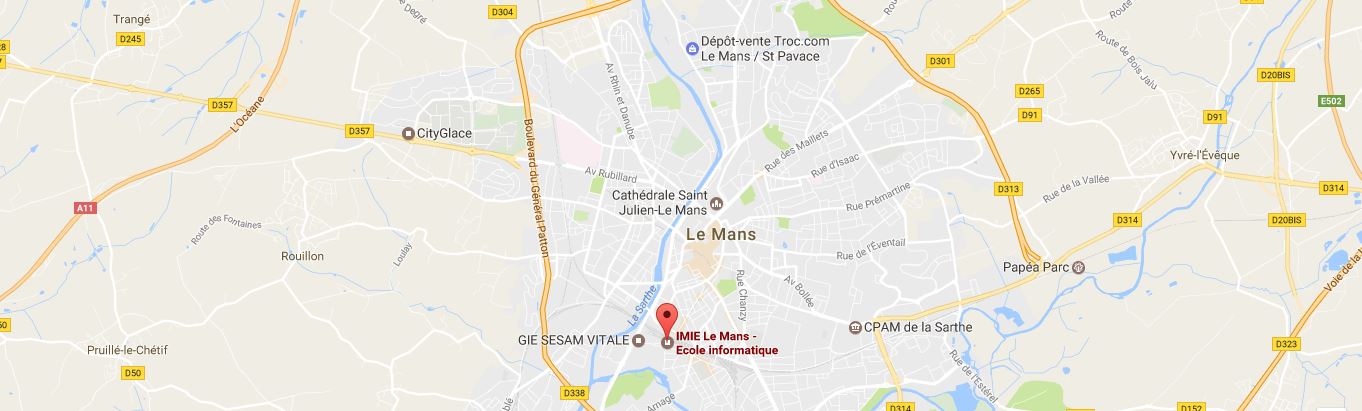 Trangé
D245
Degré
D304
28
D357
L'Océane
D357
CityGlace
A11
Route des Fontaines
Loulay
Rouillon
Pruillé-le-Chétif
D50
Boulevard du Général Patton
Av Rhin et Danube
Av Rubillard
Dépôt-vente Troc.com
Le Mans / St Pavace
Cathédrale Saint
Julien-Le Mans
Le Mans
Rue des Maillets
Rue d'Isaac
Rue Prémartine
Rue de l'Éventail
Rue Chanzy
Av Bollée
La Sarthe
GIE SESAM VITALE
IMIE Le Mans -
Ecole informatique
CPAM de la Sarthe
D338
Arnage
D301
D265
D91
D313
Rue de la Vallée
D314
Papéa Parc
Route de Bois Jalu
D20BIS
E502
D91
Yvré-l'Évêque
D314
D20BIS
Voie de la
D323
Rue de l'Estérel
D314
D152